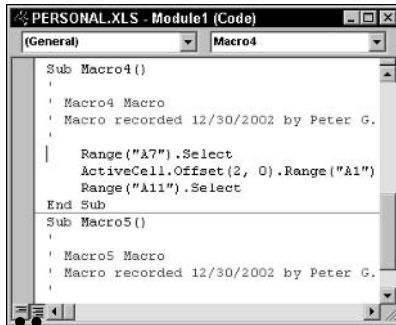 PERSONAL.XLS - Module1 (Code)
(General) Macro4
Sub Macro4()
'
' Macro4 Macro
' Macro recorded 12/30/2002 by Peter G.
'
Range("A7").Select
ActiveCell.Offset(2, 0).Range("A1")
Range("A11").Select
End Sub
Sub Macro5()
'
' Macro5 Macro
' Macro recorded 12/30/2002 by Peter G.
'